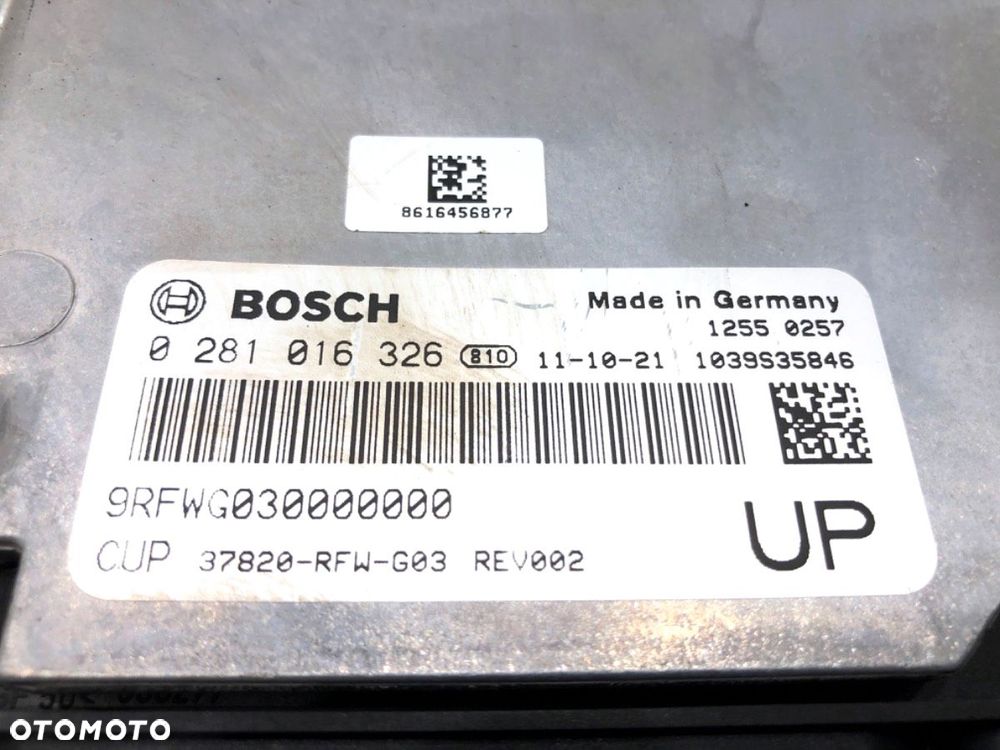 8616456877
BOSCH
Made in Germany
1255 0257
0 281 016 326 810 11-10-21 1039S35846
9RFWG030000000
CUP 37820-RFW-G03 REV002
UP
OTOMOTO